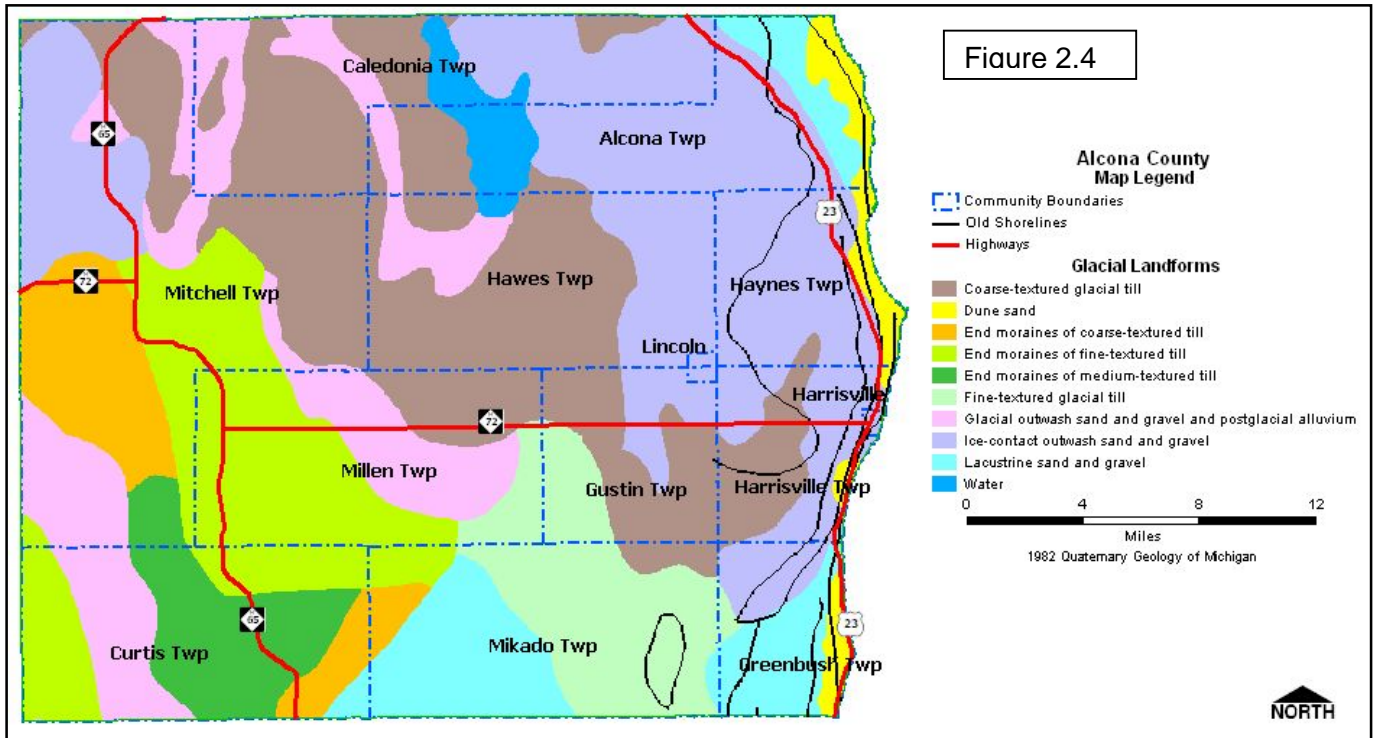 Figure 2.4
Caledonia Twp
65
Alcona Twp
23
72
Mitchell Twp
Hawes Twp
Haynes Twp
Lincoln
Harrisville
72
Millen Twp
Gustin Twp
Harrisville Twp
65
23
Curtis Twp
Mikado Twp
Greenbush Twp
Alcona County
Map Legend
Community Boundaries
Old Shorelines
Highways
Glacial Landforms
Coarse-textured glacial till
Dune sand
End moraines of coarse-textured till
End moraines of fine-textured till
End moraines of medium-textured till
Fine-textured glacial till
Glacial outwash sand and gravel and postglacial alluvium
Ice-contact outwash sand and gravel
Lacustrine sand and gravel
Water
0 4 8 12
Miles
1982 Quaternary Geology of Michigan
NORTH